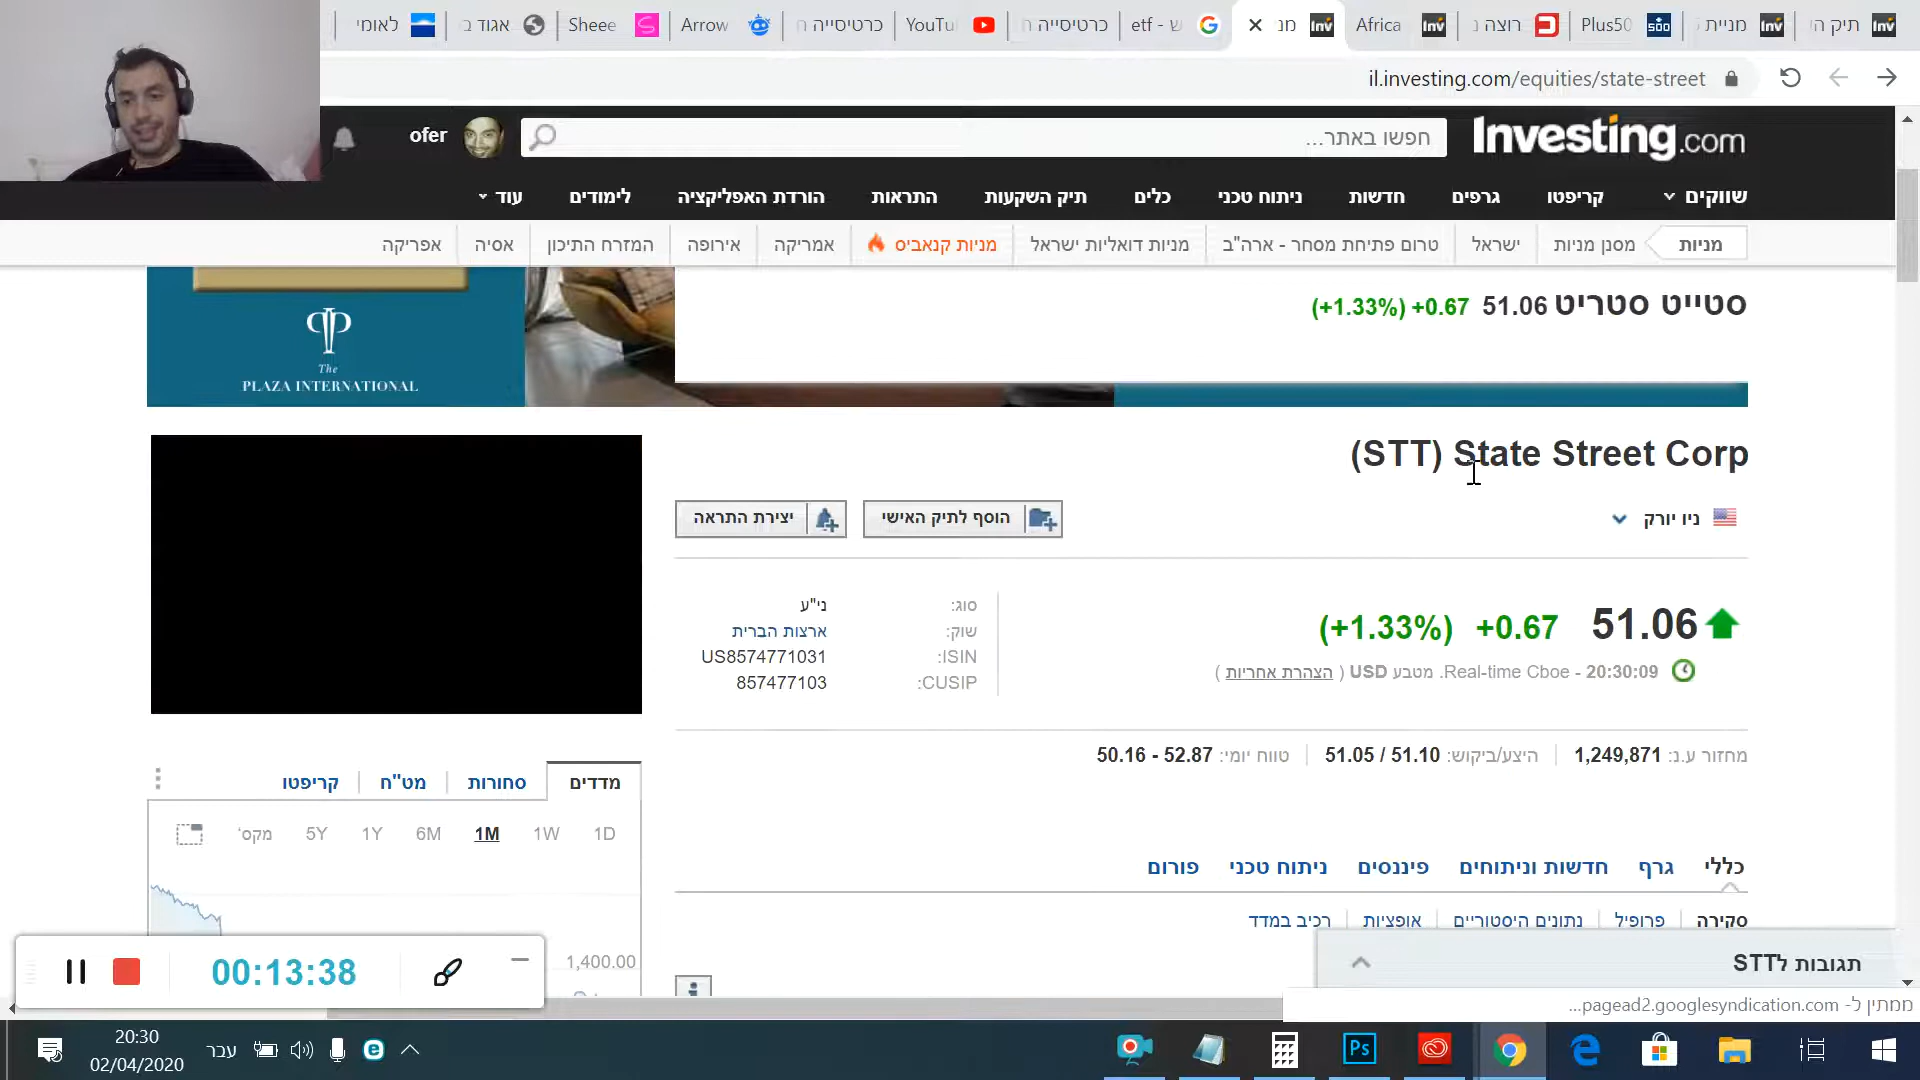 תיק הי
מניית
Plus50
רוצה נ
Africa
מנ
etf - ש
כרטיסייה ח
YouTu
כרטיסייה ח
Arrow
Sheee
אגוד ב
לאומי
il.investing.com/equities/state-street
Investing.com
חפשו באתר...
ofer
שווקים
קריפטו
גרפים
חדשות
ניתוח טכני
כלים
תיק השקעות
התראות
הורדת האפליקציה
לימודים
עוד
מניות
מסנן מניות
ישראל
טרום פתיחת מסחר - ארה"ב
מניות דואליות ישראל
מניות קנאביס
אמריקה
אירופה
המזרח התיכון
אסיה
אפריקה
סטייט סטריט 51.06 +0.67 (+1.33%)
The
PLAZA INTERNATIONAL
State Street Corp (STT)
ניו יורק
הוסף לתיק האישי
יצירת התראה
51.06 +0.67 (+1.33%)
20:30:09 - Real-time Cboe. מטבע USD ( הצהרת אחריות )
סוג: ני"ע
שוק: ארצות הברית
ISIN: US8574771031
CUSIP: 857477103
מחזור ע.נ: 1,249,871
היצע/ביקוש: 51.05 / 51.10
טווח יומי: 50.16 - 52.87
כללי
גרף
חדשות וניתוחים
פיננסים
ניתוח טכני
פורום
סקירה
פרופיל
נתונים היסטוריים
אופציות
רכיב במדד
מדדים
סחורות
מט"ח
קריפטו
1D
1W
1M
6M
1Y
5Y
מקס'
1,400.00
תגובות לSTT
ממתין ל- pagead2.googlesyndication.com...
00:13:38
עבר
20:30
02/04/2020